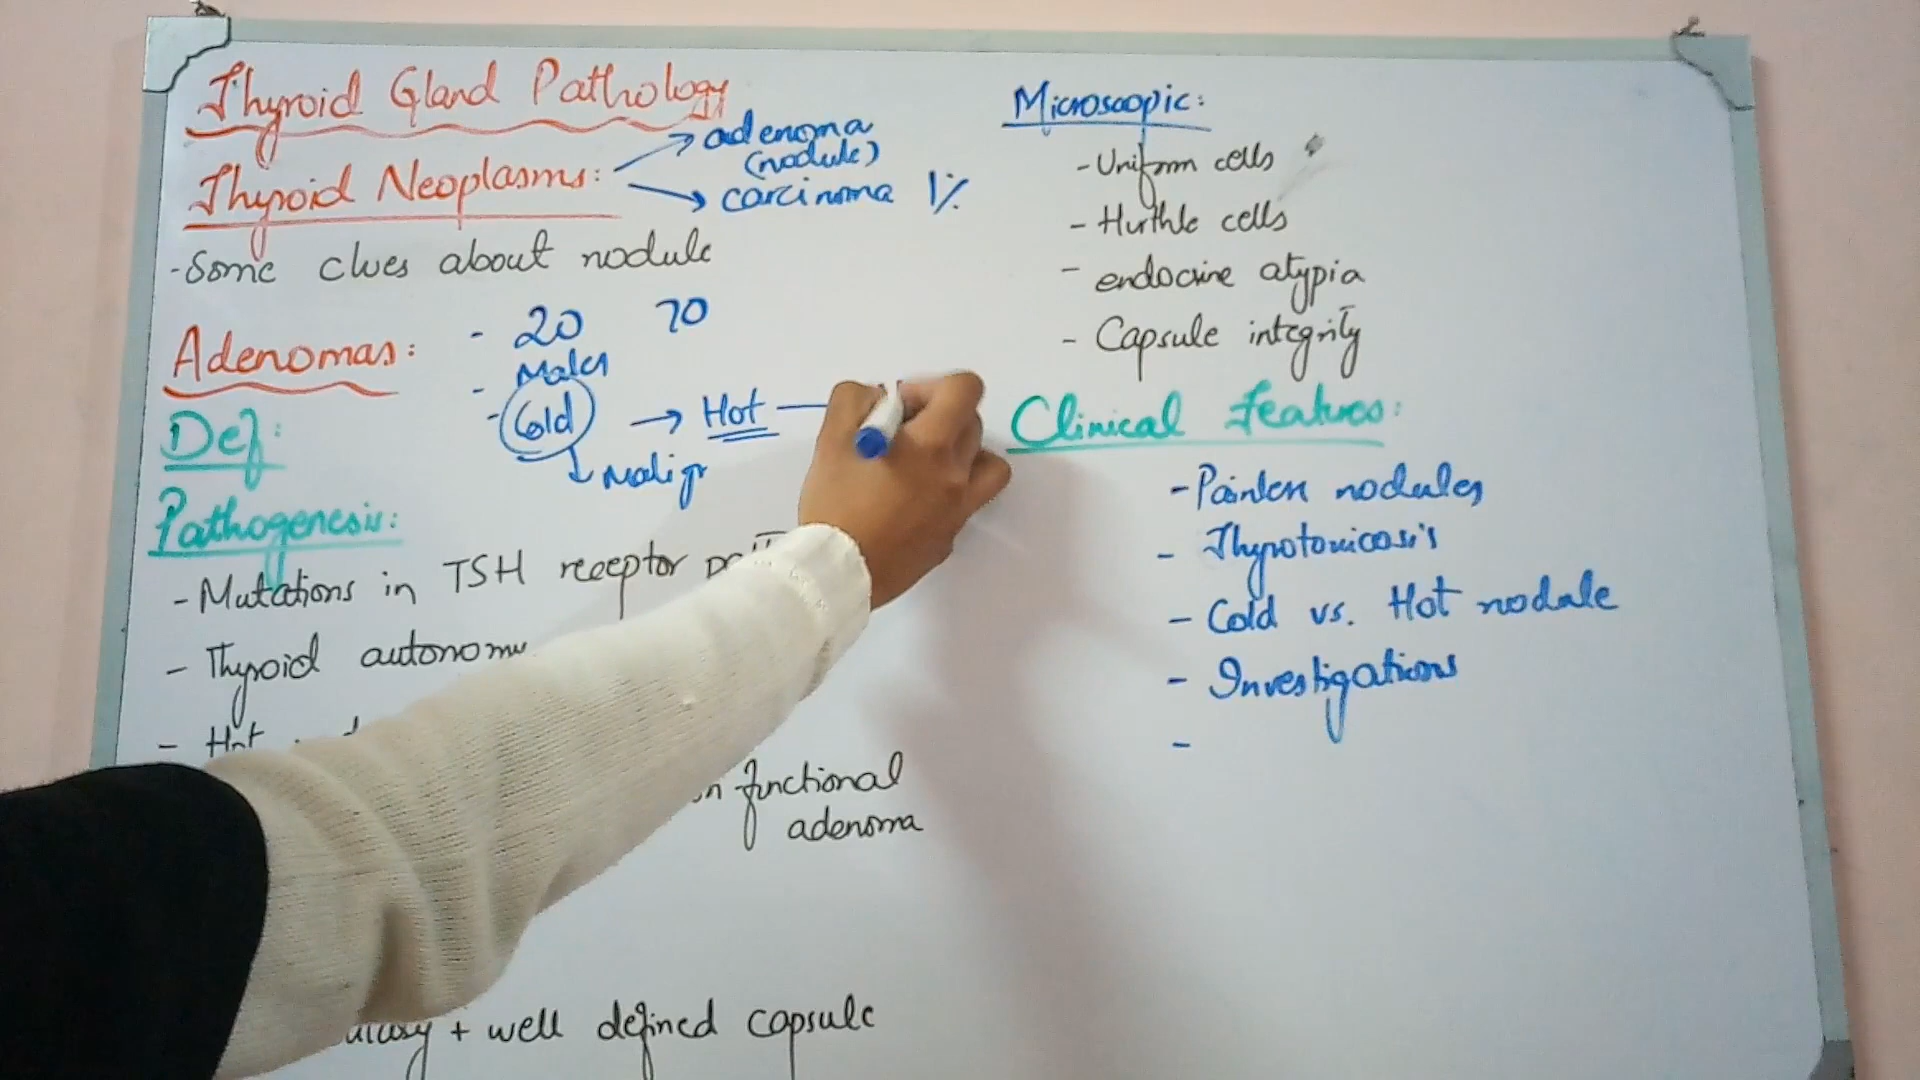 Thyroid Gland Pathology
Thyroid Neoplasms:
adenoma
(nodule)
carcinoma 1%
-Some clues about nodule
Adenomas:
- 20 70
- Males
- Cold → Hot
↓ Malig
Def:
Pathogenesis:
- Mutations in TSH receptor
- Thyroid autonomy
- Hot
functional
adenoma
+ well defined capsule
Microscopic:
- Uniform cells
- Hurthle cells
- endocrine atypia
- Capsule integrity
Clinical Features:
- Painless nodules
- Thyrotoxicosis
- Cold vs. Hot nodule
- Investigations
-